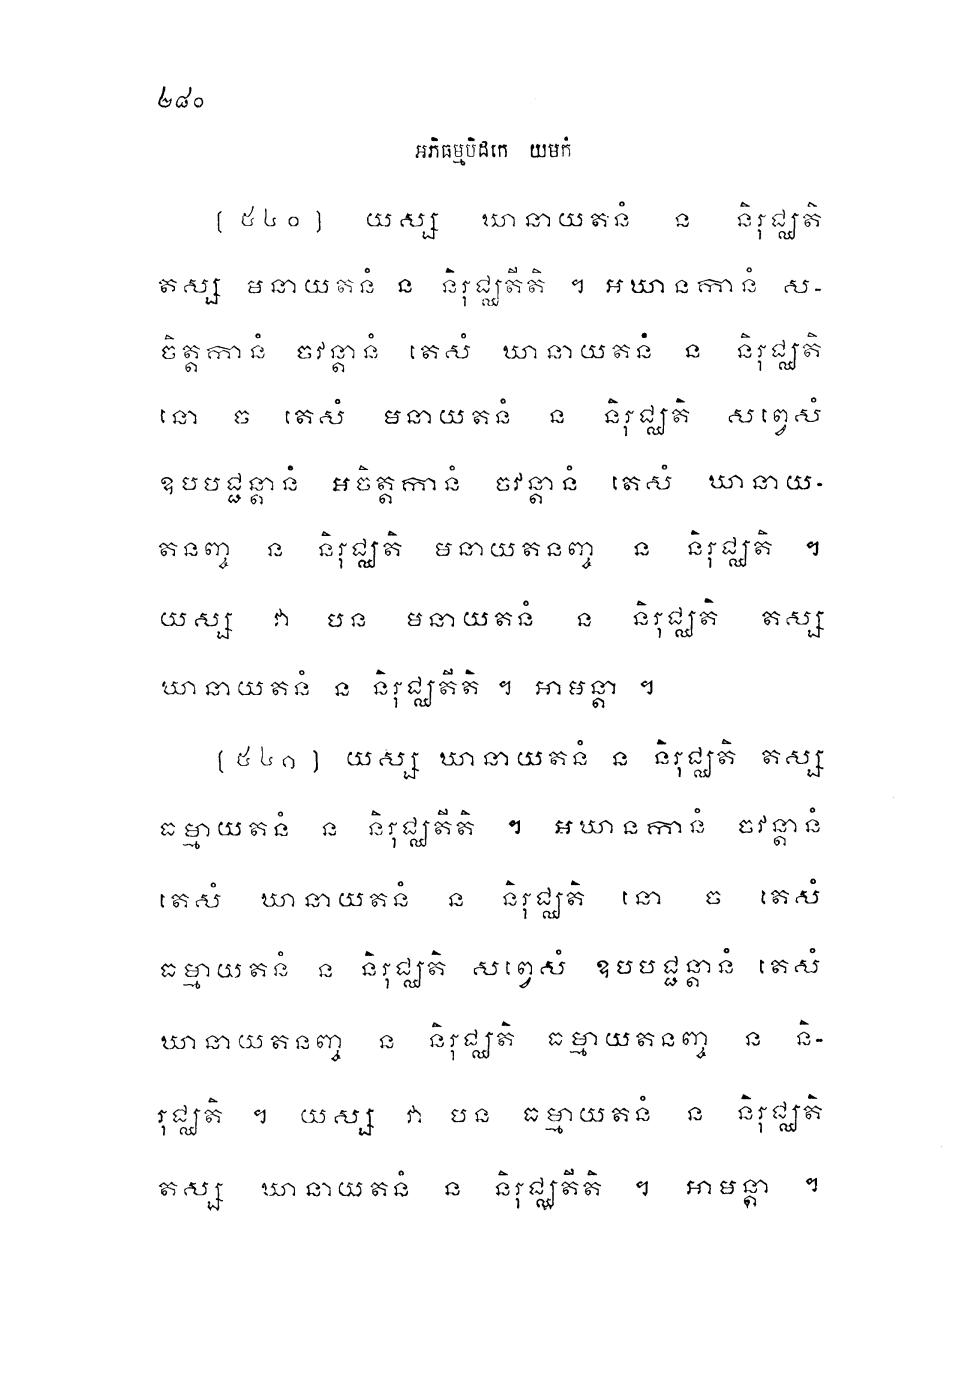 ២៨០
អភិធម្មបិដកេ យមកំ
(៥៤០) យស្ស ឃានាយតនំ ន និរុជ្ឈតិ
តស្ស មនាយតនំ ន និរុជ្ឈតីតិ ។ អឃានកានំ ស-
ចិត្តកានំ ចវន្តានំ តេសំ ឃានាយតនំ ន និរុជ្ឈតិ
នោ ច តេសំ មនាយតនំ ន និរុជ្ឈតិ សព្វេសំ
ឧបបជ្ជន្តានំ អចិត្តកានំ ចវន្តានំ តេសំ ឃានាយ-
តនញ្ច ន និរុជ្ឈតិ មនាយតនញ្ច ន និរុជ្ឈតិ ។
យស្ស វា បន មនាយតនំ ន និរុជ្ឈតិ តស្ស
ឃានាយតនំ ន និរុជ្ឈតីតិ ។ អាមន្តា ។
(៥៤១) យស្ស ឃានាយតនំ ន និរុជ្ឈតិ តស្ស
ធម្មាយតនំ ន និរុជ្ឈតីតិ ។ អឃានកានំ ចវន្តានំ
តេសំ ឃានាយតនំ ន និរុជ្ឈតិ នោ ច តេសំ
ធម្មាយតនំ ន និរុជ្ឈតិ សព្វេសំ ឧបបជ្ជន្តានំ តេសំ
ឃានាយតនញ្ច ន និរុជ្ឈតិ ធម្មាយតនញ្ច ន និ-
រុជ្ឈតិ ។ យស្ស វា បន ធម្មាយតនំ ន និរុជ្ឈតិ
តស្ស ឃានាយតនំ ន និរុជ្ឈតីតិ ។ អាមន្តា ។